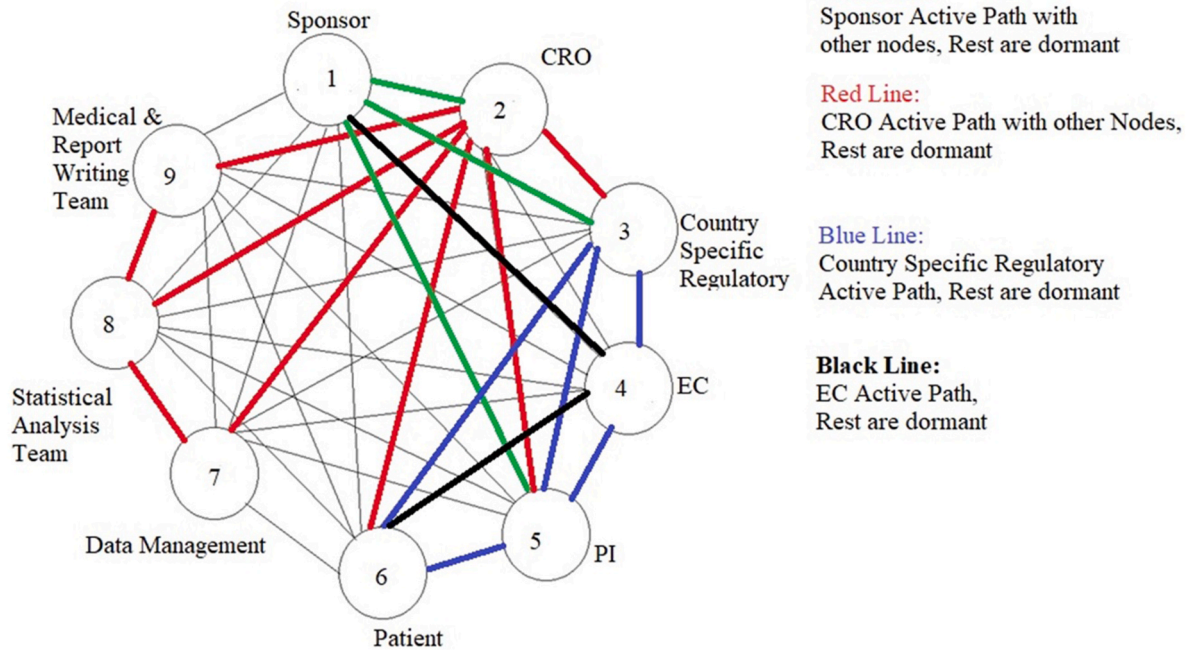 Sponsor
1
CRO
2
Medical &
Report
Writing
Team
9
3
Country
Specific
Regulatory
8
4
EC
Statistical
Analysis
Team
7
Data Management
5
PI
6
Patient
Sponsor Active Path with
other nodes, Rest are dormant
Red Line:
CRO Active Path with other Nodes,
Rest are dormant
Blue Line:
Country Specific Regulatory
Active Path, Rest are dormant
Black Line:
EC Active Path,
Rest are dormant